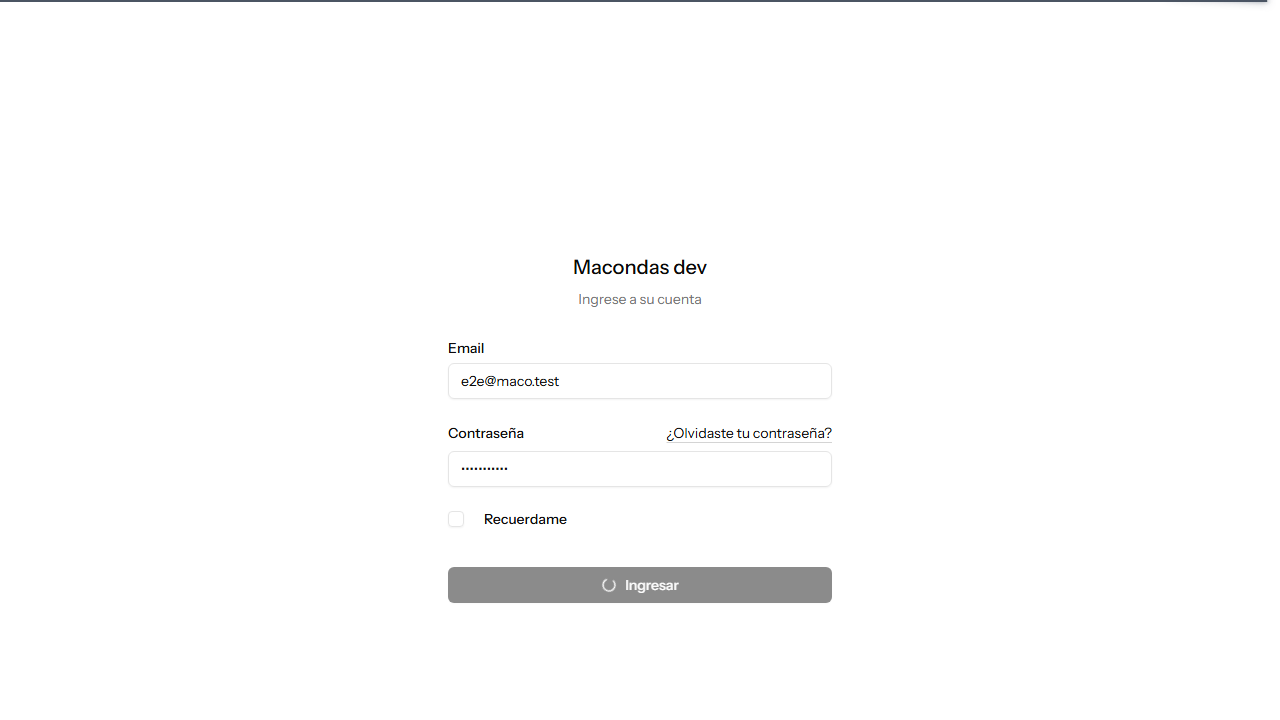 Macondas dev
Ingrese a su cuenta
Email
e2e@maco.test
Contraseña ¿Olvidaste tu contraseña?
•••••••••••
Recuerdame
Ingresar